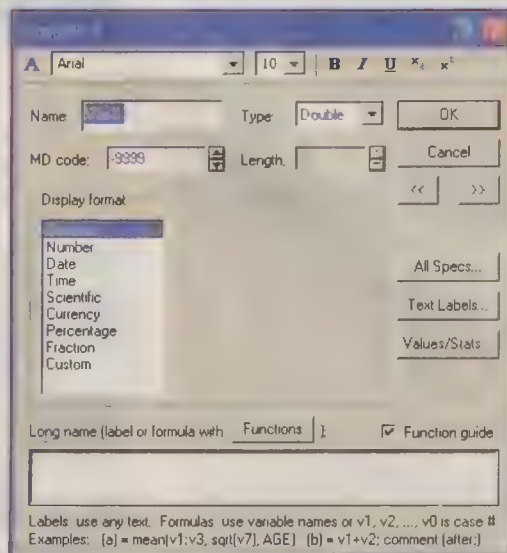 A Arial 10 B I U x₂ x²
Name: Type: Double OK
MD code: -9999 Length: Cancel
<< >>
Display format
Number
Date
Time
Scientific
Currency
Percentage
Fraction
Custom
All Specs...
Text Labels...
Values/Stats...
Long name (label or formula with Functions ): Function guide
Labels use any text. Formulas use variable names or v1, v2, ..., v0 is case #
Examples: (a) = mean(v1:v3, sqrt(v7), AGE) (b) = v1+v2; comment (after;)